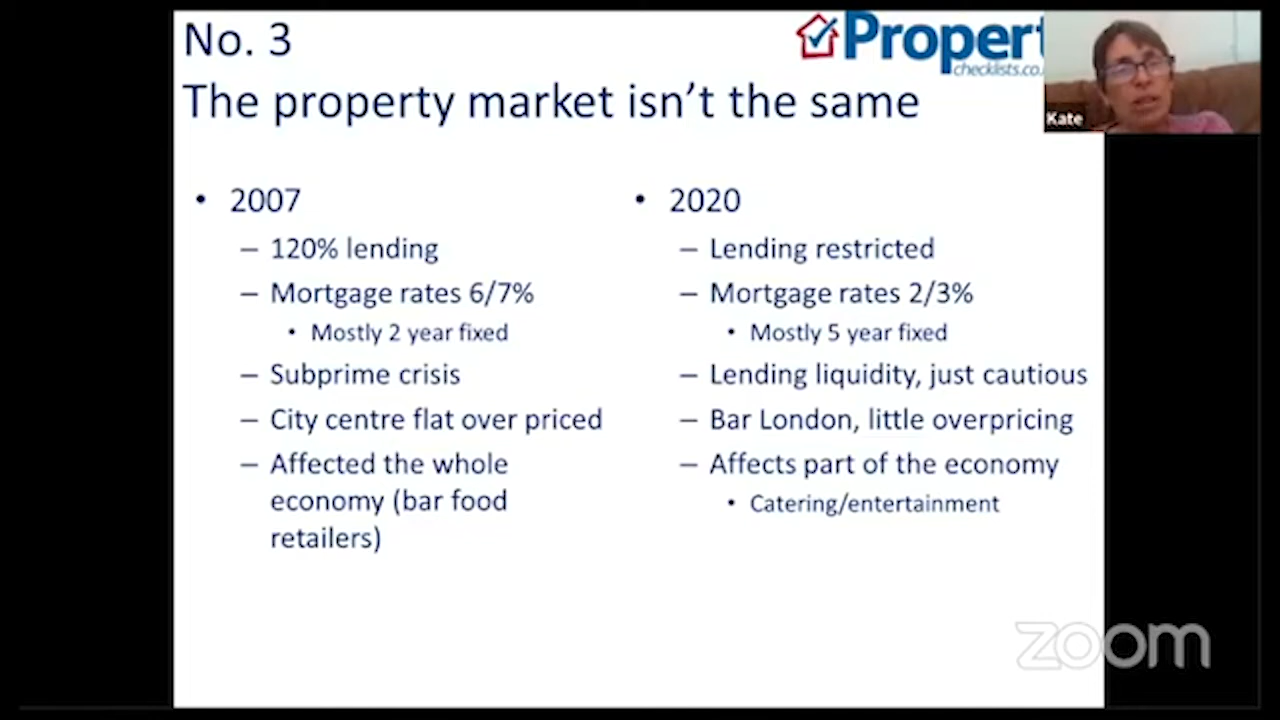 No. 3
The property market isn't the same
Propert
checklists.co.
Kate
• 2007
– 120% lending
– Mortgage rates 6/7%
• Mostly 2 year fixed
– Subprime crisis
– City centre flat over priced
– Affected the whole
economy (bar food
retailers)
• 2020
– Lending restricted
– Mortgage rates 2/3%
• Mostly 5 year fixed
– Lending liquidity, just cautious
– Bar London, little overpricing
– Affects part of the economy
• Catering/entertainment
zoom